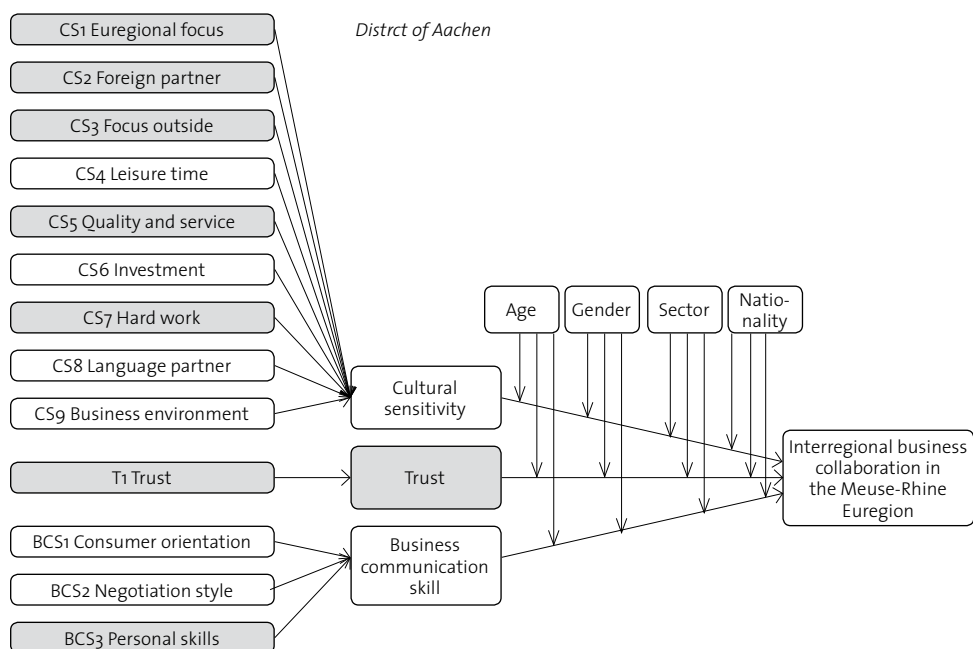 CS1 Euregional focus
Distrct of Aachen
CS2 Foreign partner
CS3 Focus outside
CS4 Leisure time
CS5 Quality and service
CS6 Investment
CS7 Hard work
CS8 Language partner
CS9 Business environment
T1 Trust
BCS1 Consumer orientation
BCS2 Negotiation style
BCS3 Personal skills
Cultural
sensitivity
Trust
Business
communication
skill
Age
Gender
Sector
Natio-
nality
Interregional business
collaboration in
the Meuse-Rhine
Euregion